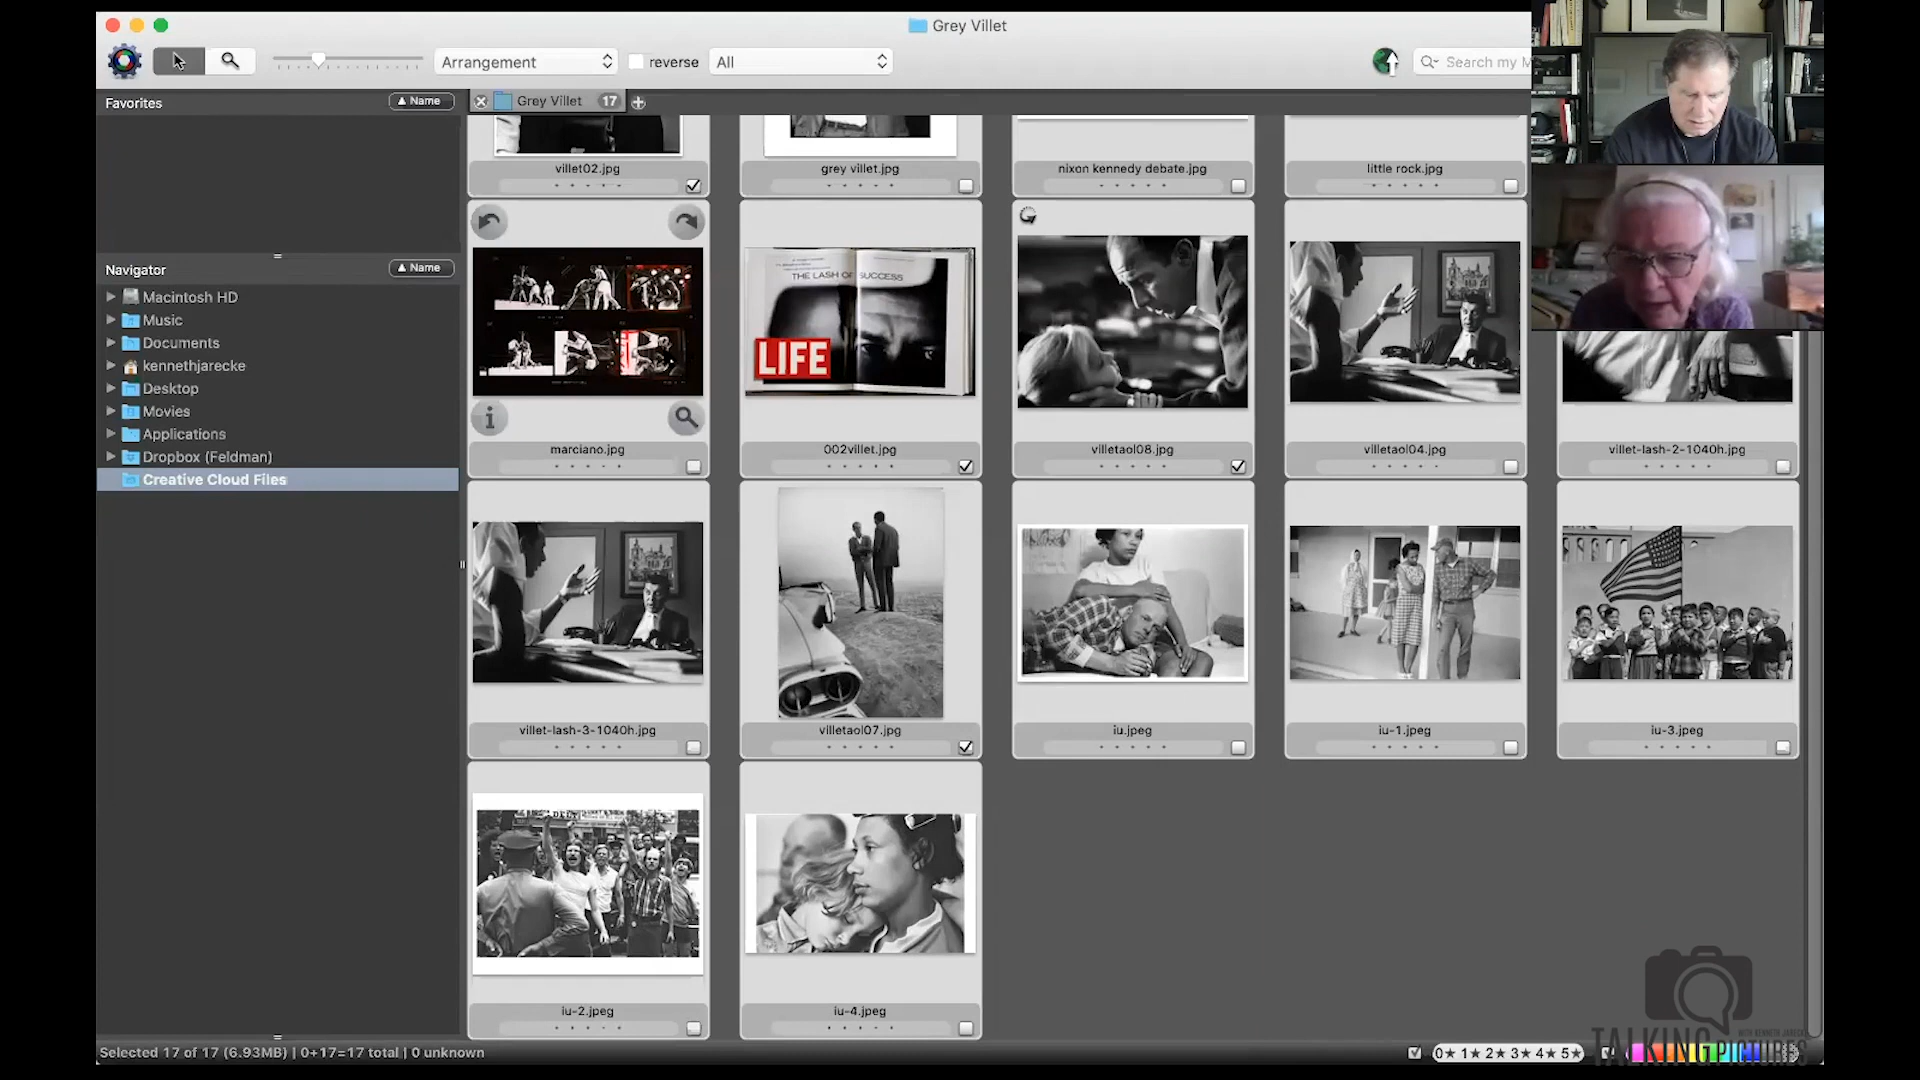 Grey Villet
Arrangement
reverse
All
Search my M
Favorites
Name
Grey Villet 17
villet02.jpg
grey villet.jpg
nixon kennedy debate.jpg
little rock.jpg
Navigator
Name
Macintosh HD
Music
Documents
kennethjarecke
Desktop
Movies
Applications
Dropbox (Feldman)
Creative Cloud Files
THE LASH OF SUCCESS
LIFE
marciano.jpg
002villet.jpg
villetaol08.jpg
villetaol04.jpg
villet-lash-2-1040h.jpg
villet-lash-3-1040h.jpg
villetaol07.jpg
iu.jpeg
iu-1.jpeg
iu-3.jpeg
iu-2.jpeg
iu-4.jpeg
Selected 17 of 17 (6.93MB) | 0+17=17 total | 0 unknown
0★ 1★ 2★ 3★ 4★ 5★
TALKING
WITH KENNETH JARECKE
PICTURES